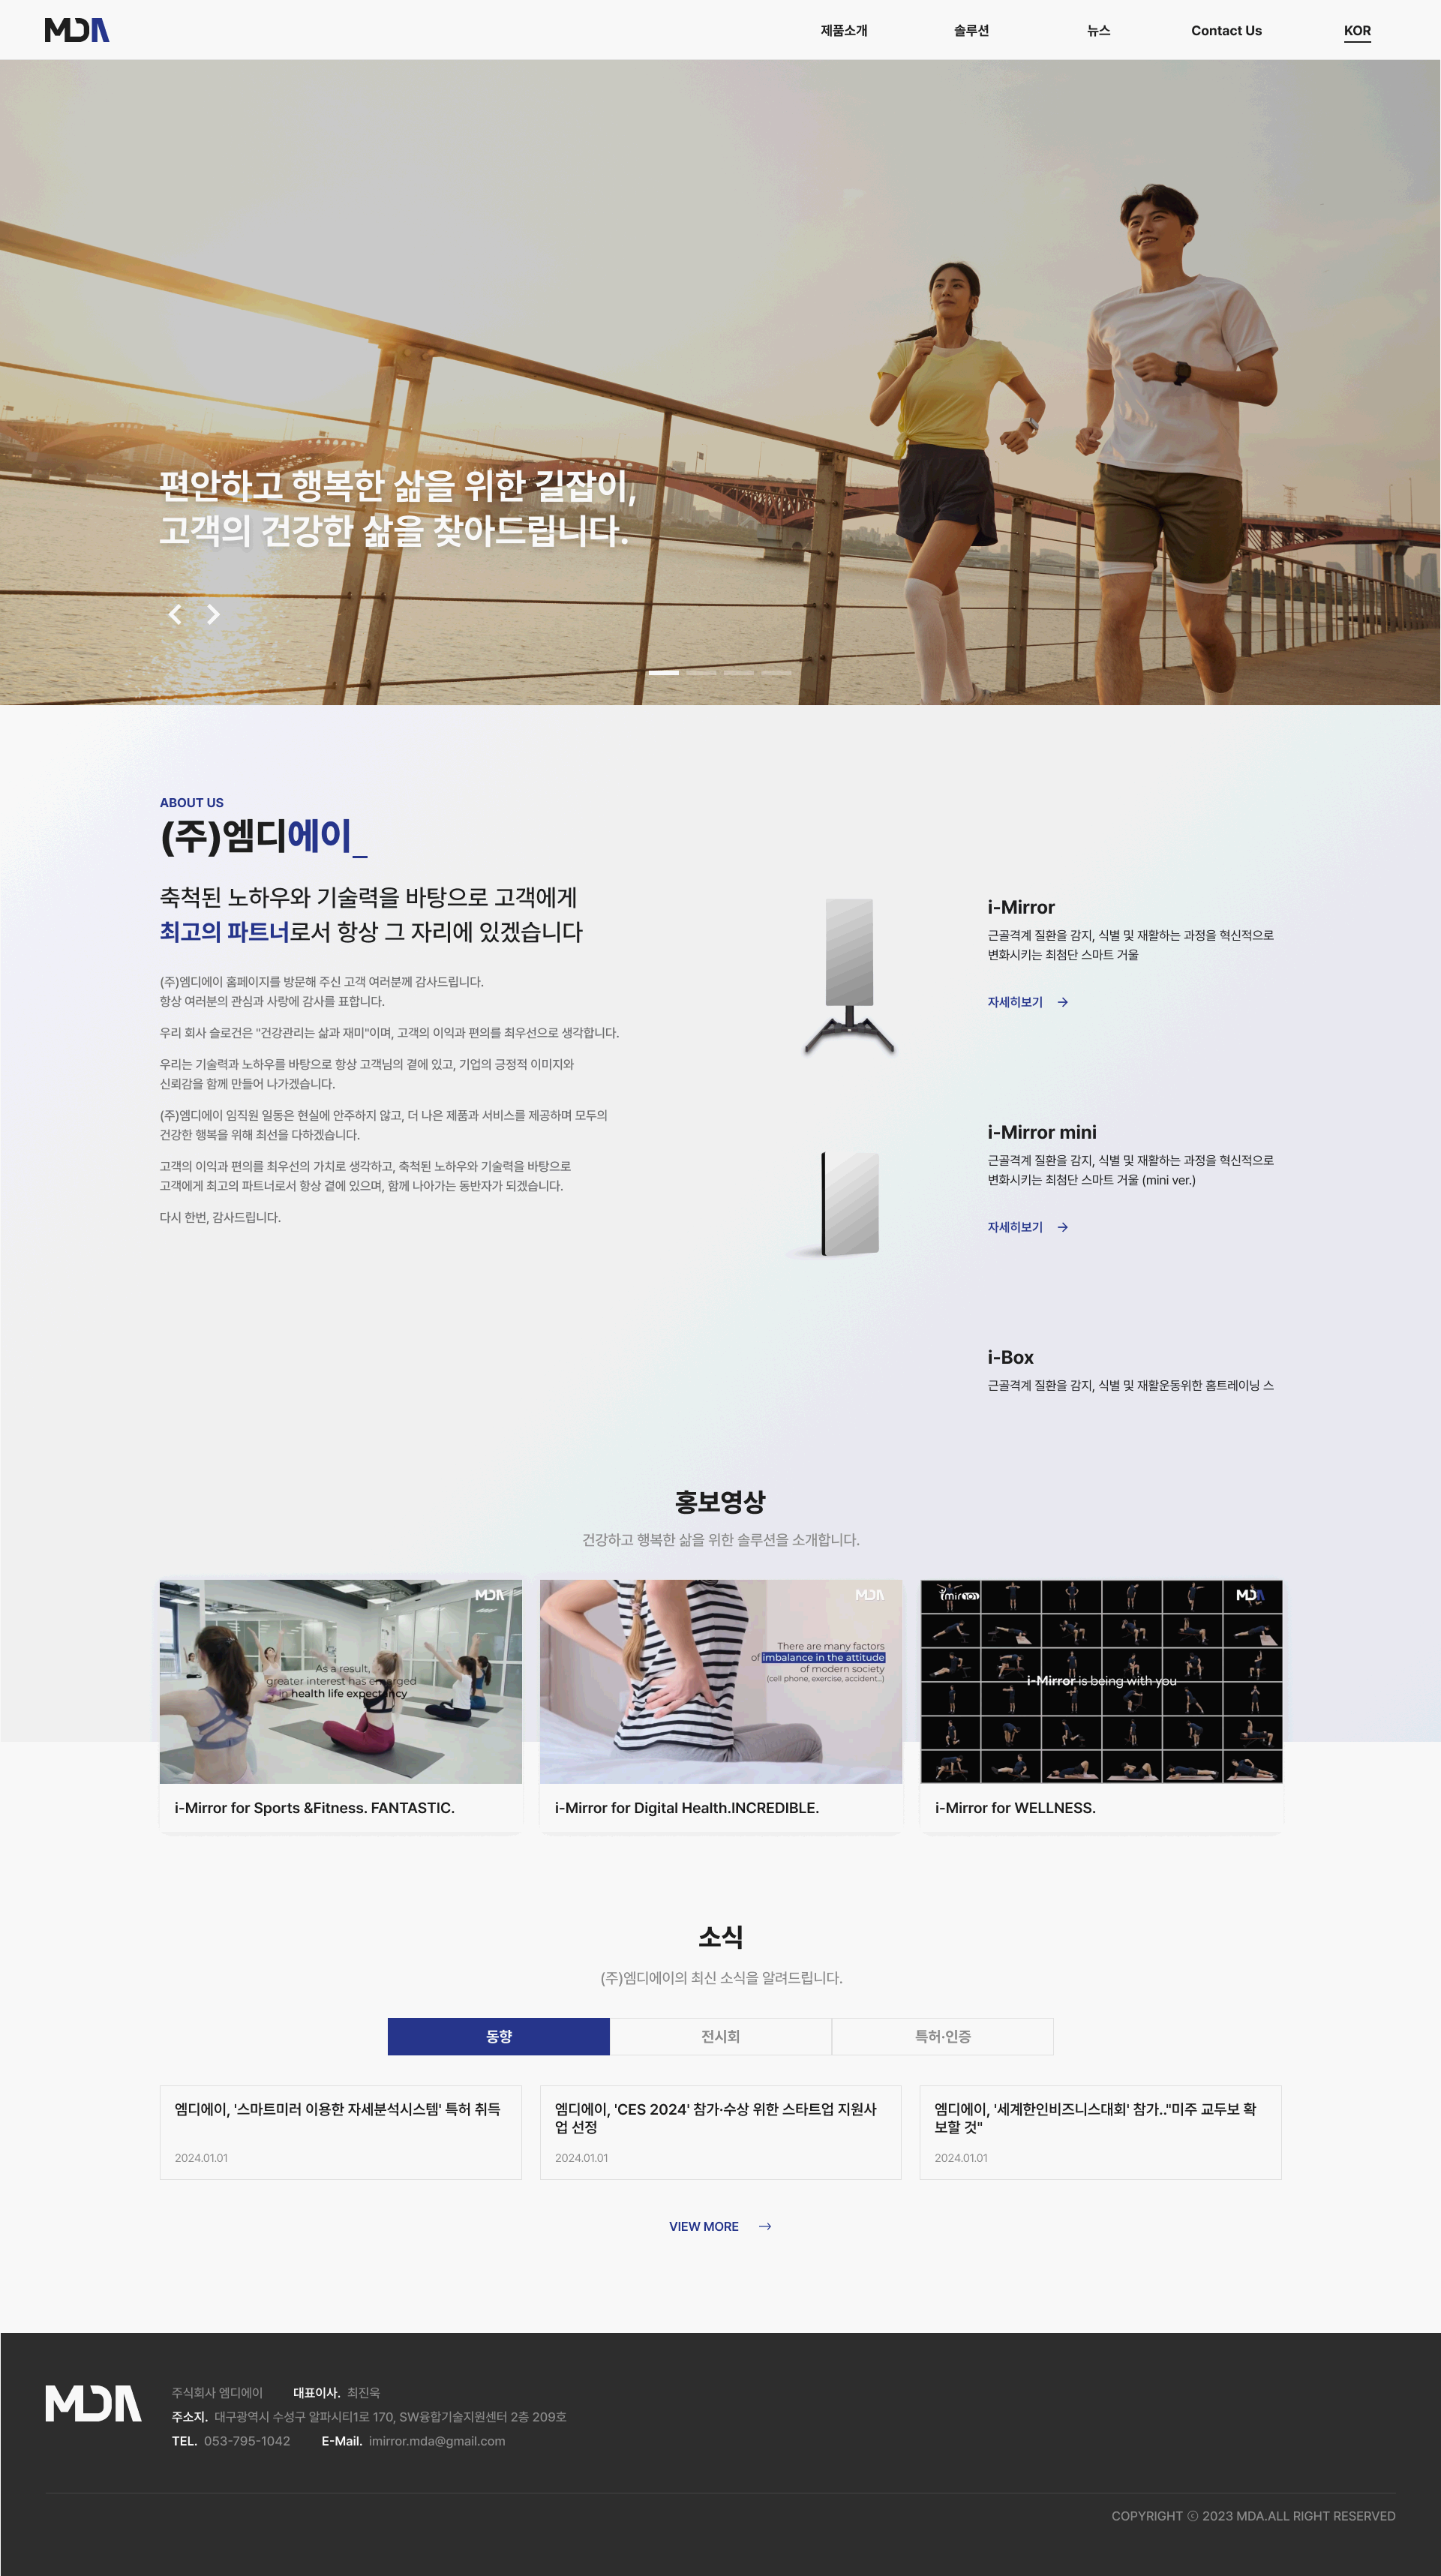 MDA
제품소개
솔루션
뉴스
Contact Us
KOR
편안하고 행복한 삶을 위한 길잡이,
고객의 건강한 삶을 찾아드립니다.
ABOUT US
(주)엠디에이_
축척된 노하우와 기술력을 바탕으로 고객에게
최고의 파트너로서 항상 그 자리에 있겠습니다
(주)엠디에이 홈페이지를 방문해 주신 고객 여러분께 감사드립니다.
항상 여러분의 관심과 사랑에 감사를 표합니다.
우리 회사 슬로건은 "건강관리는 삶과 재미"이며, 고객의 이익과 편의를 최우선으로 생각합니다.
우리는 기술력과 노하우를 바탕으로 항상 고객님의 곁에 있고, 기업의 긍정적 이미지와
신뢰감을 함께 만들어 나가겠습니다.
(주)엠디에이 임직원 일동은 현실에 안주하지 않고, 더 나은 제품과 서비스를 제공하며 모두의
건강한 행복을 위해 최선을 다하겠습니다.
고객의 이익과 편의를 최우선의 가치로 생각하고, 축척된 노하우와 기술력을 바탕으로
고객에게 최고의 파트너로서 항상 곁에 있으며, 함께 나아가는 동반자가 되겠습니다.
다시 한번, 감사드립니다.
i-Mirror
근골격계 질환을 감지, 식별 및 재활하는 과정을 혁신적으로
변화시키는 최첨단 스마트 거울
자세히보기
i-Mirror mini
근골격계 질환을 감지, 식별 및 재활하는 과정을 혁신적으로
변화시키는 최첨단 스마트 거울 (mini ver.)
자세히보기
i-Box
근골격계 질환을 감지, 식별 및 재활운동위한 홈트레이닝 스
홍보영상
건강하고 행복한 삶을 위한 솔루션을 소개합니다.
MDA
As a result,
greater interest has emerged
in health life expectancy
i-Mirror for Sports &Fitness. FANTASTIC.
MDA
There are many factors
of imbalance in the attitude
of modern society
(cell phone, exercise, accident...)
i-Mirror for Digital Health.INCREDIBLE.
MDA
i-Mirror is being with you
i-Mirror for WELLNESS.
소식
(주)엠디에이의 최신 소식을 알려드립니다.
동향
전시회
특허·인증
엠디에이, '스마트미러 이용한 자세분석시스템' 특허 취득
2024.01.01
엠디에이, 'CES 2024' 참가·수상 위한 스타트업 지원사
업 선정
2024.01.01
엠디에이, '세계한인비즈니스대회' 참가.."미주 교두보 확
보할 것"
2024.01.01
VIEW MORE
MDA
주식회사 엠디에이 대표이사. 최진욱
주소지. 대구광역시 수성구 알파시티1로 170, SW융합기술지원센터 2층 209호
TEL. 053-795-1042 E-Mail. imirror.mda@gmail.com
COPYRIGHT ⓒ 2023 MDA.ALL RIGHT RESERVED